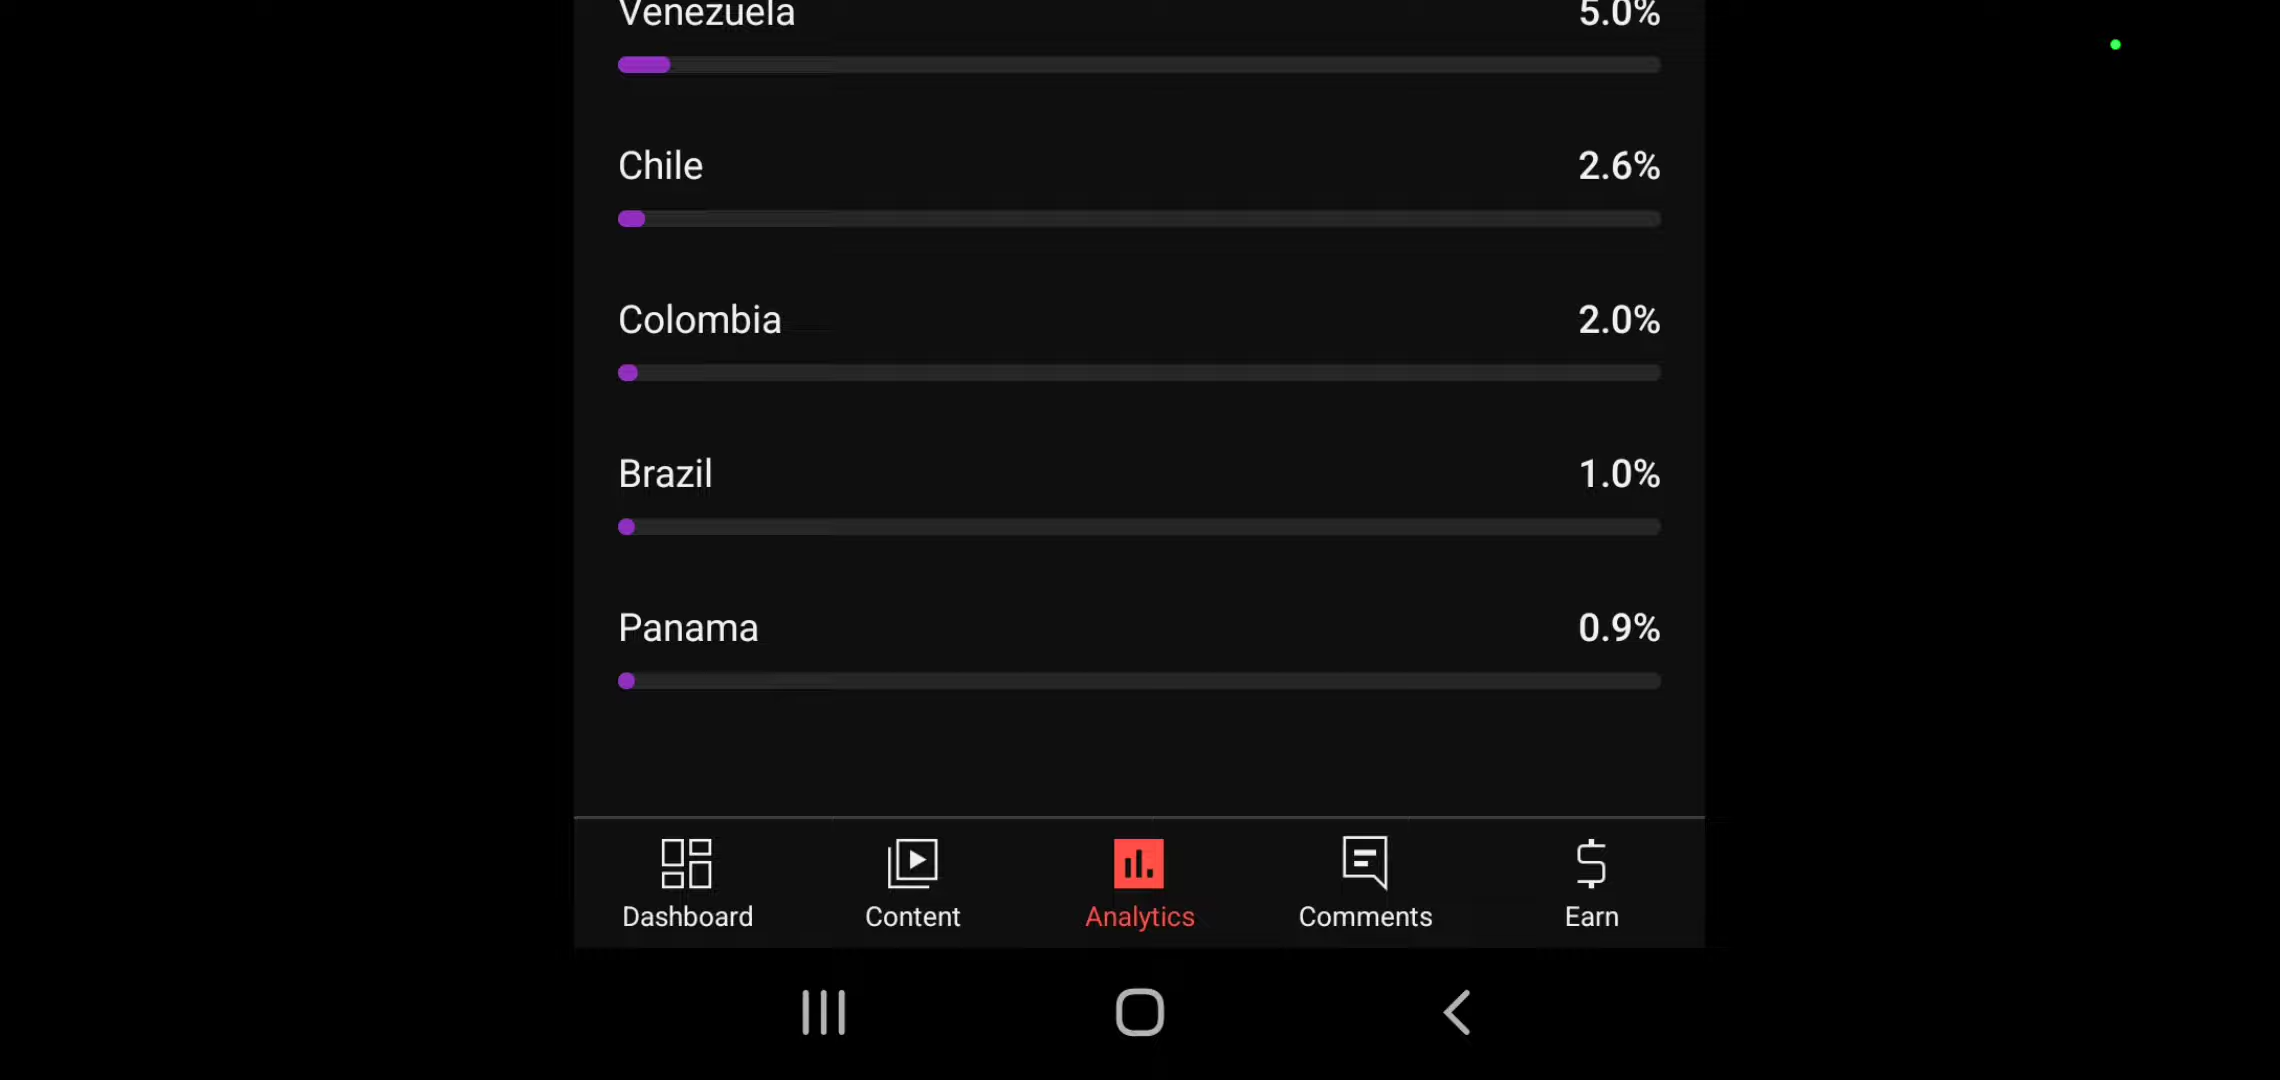 Venezuela 5.0%
Chile 2.6%
Colombia 2.0%
Brazil 1.0%
Panama 0.9%
Dashboard Content Analytics Comments Earn